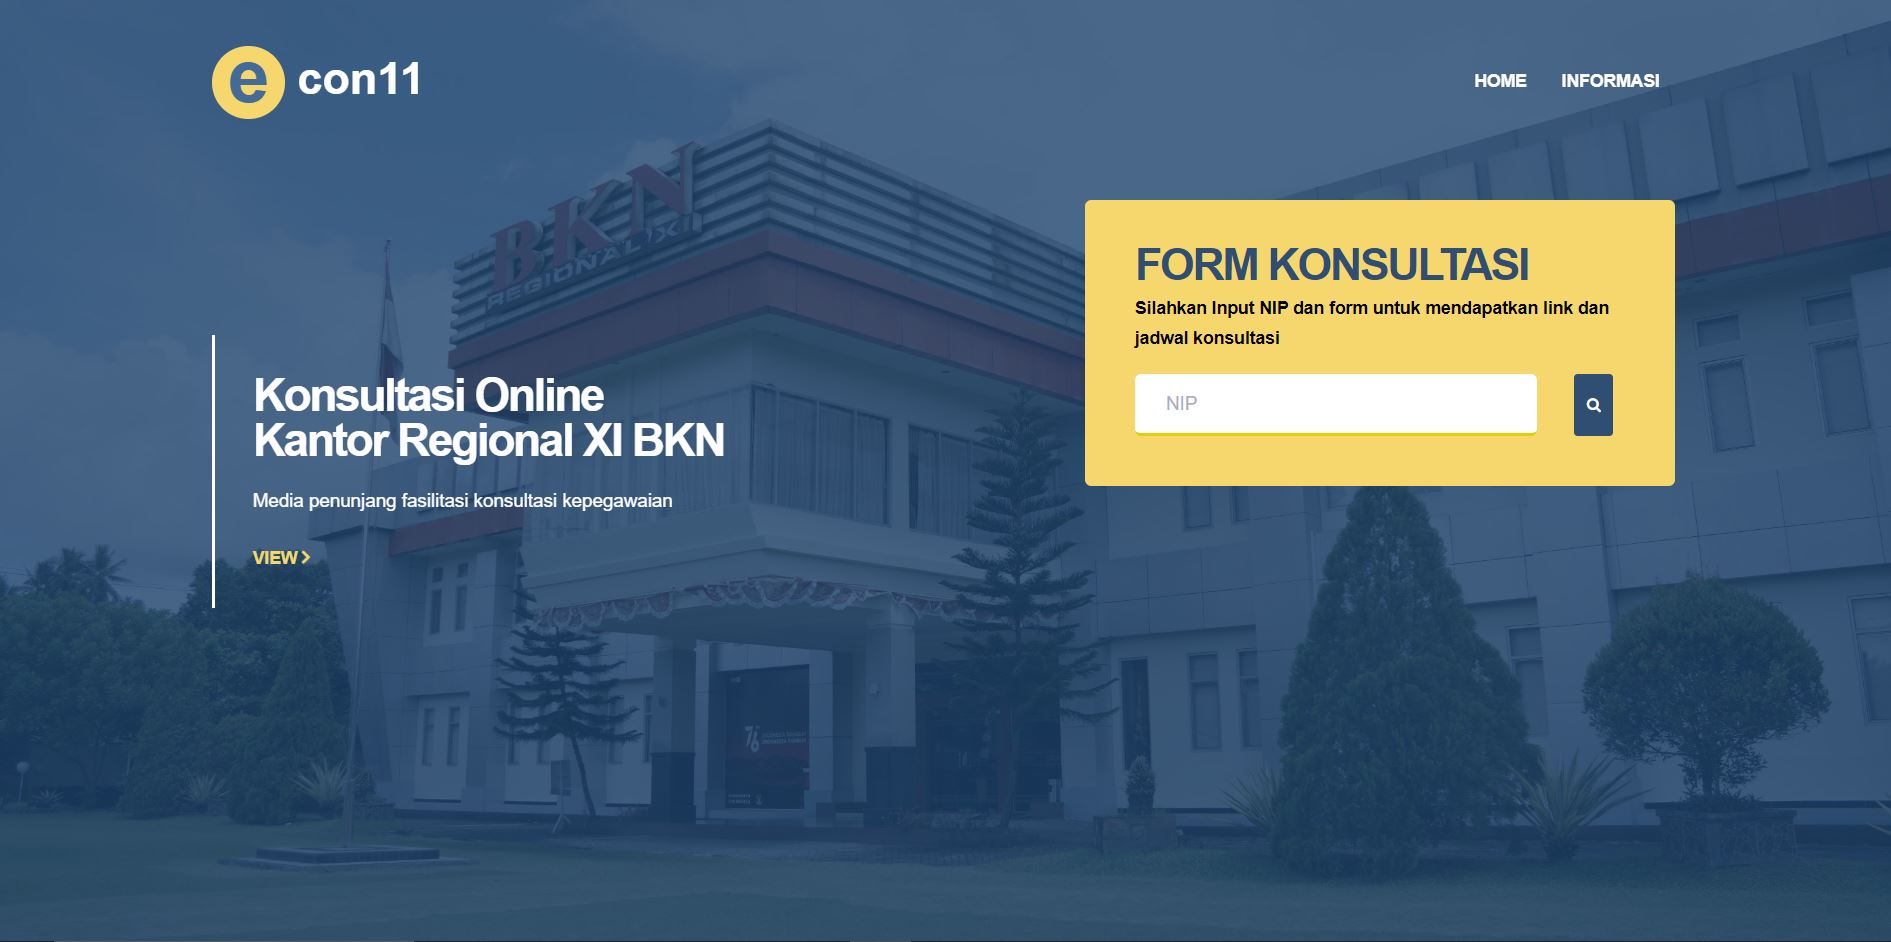 e con11
HOME INFORMASI
BKN
REGIONAL XI
FORM KONSULTASI
Silahkan Input NIP dan form untuk mendapatkan link dan
jadwal konsultasi
NIP
Konsultasi Online
Kantor Regional XI BKN
Media penunjang fasilitasi konsultasi kepegawaian
VIEW
76